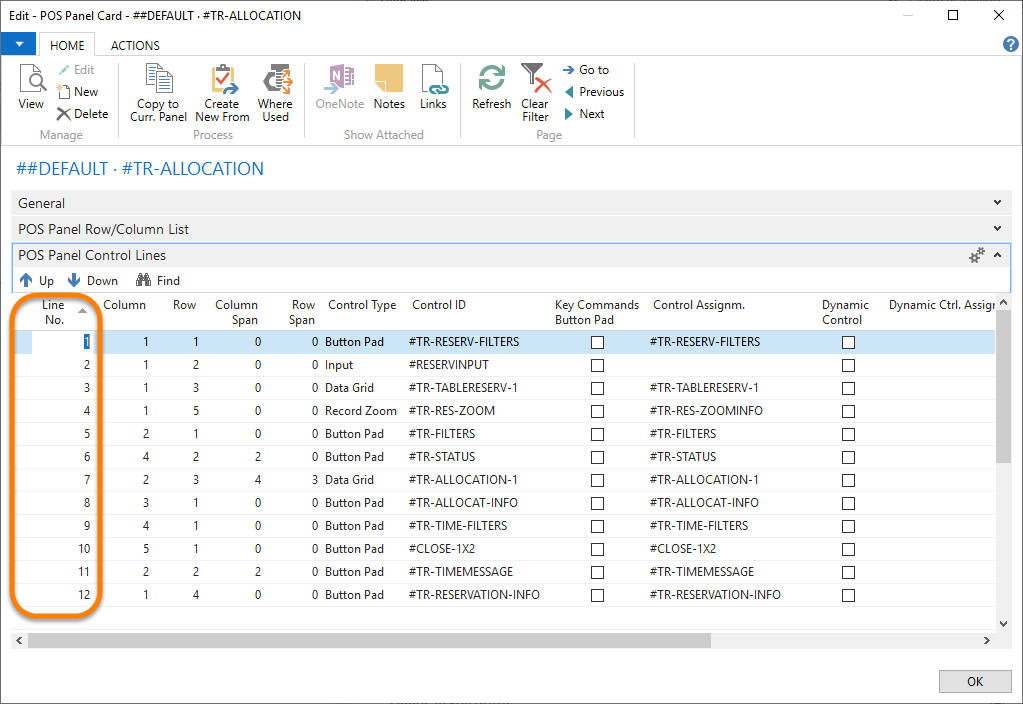 Edit - POS Panel Card - ##DEFAULT · #TR-ALLOCATION
HOME ACTIONS
View
Edit
New
Delete
Manage
Copy to Curr. Panel
Create New From
Where Used
Process
OneNote
Notes
Links
Show Attached
Refresh
Clear Filter
Go to
Previous
Next
Page
##DEFAULT · #TR-ALLOCATION
General
POS Panel Row/Column List
POS Panel Control Lines
Up Down Find
Line No. Column Row Column Span Row Span Control Type Control ID Key Commands Button Pad Control Assignm. Dynamic Control Dynamic Ctrl. Assign
1 1 1 0 0 Button Pad #TR-RESERV-FILTERS #TR-RESERV-FILTERS
2 1 2 0 0 Input #RESERVINPUT
3 1 3 0 0 Data Grid #TR-TABLERESERV-1 #TR-TABLERESERV-1
4 1 5 0 0 Record Zoom #TR-RES-ZOOM #TR-RES-ZOOMINFO
5 2 1 0 0 Button Pad #TR-FILTERS #TR-FILTERS
6 4 2 2 0 Button Pad #TR-STATUS #TR-STATUS
7 2 3 4 3 Data Grid #TR-ALLOCATION-1 #TR-ALLOCATION-1
8 3 1 0 0 Button Pad #TR-ALLOCAT-INFO #TR-ALLOCAT-INFO
9 4 1 0 0 Button Pad #TR-TIME-FILTERS #TR-TIME-FILTERS
10 5 1 0 0 Button Pad #CLOSE-1X2 #CLOSE-1X2
11 2 2 2 0 Button Pad #TR-TIMEMESSAGE #TR-TIMEMESSAGE
12 1 4 0 0 Button Pad #TR-RESERVATION-INFO #TR-RESERVATION-INFO
OK